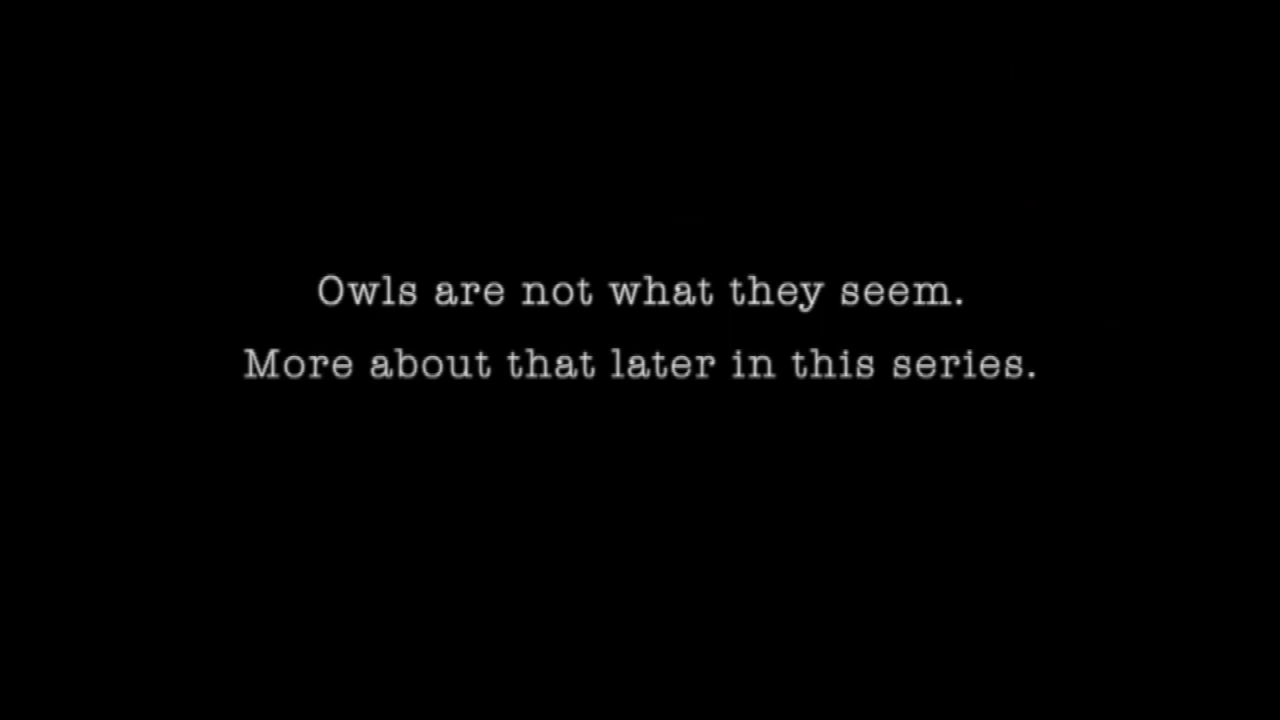 Owls are not what they seem.
More about that later in this series.